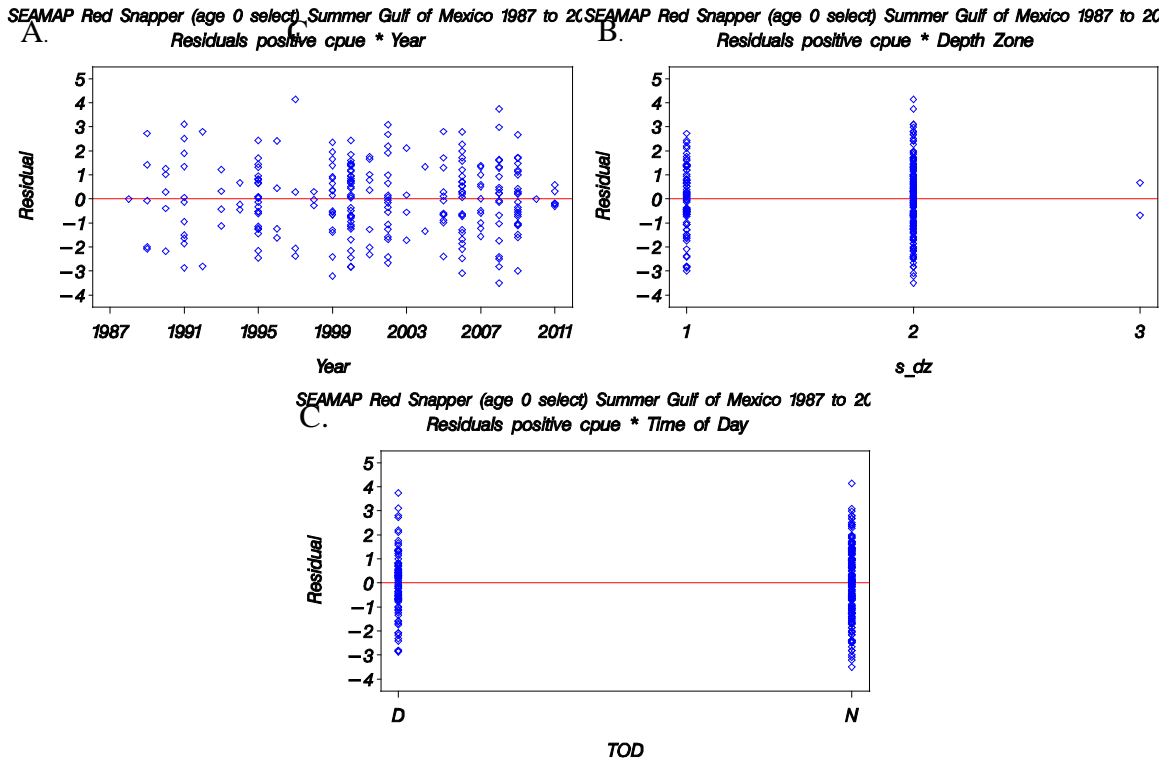 SEAMAP Red Snapper (age 0 select) Summer Gulf of Mexico 1987 to 20
A.
C
Residuals positive cpue * Year
5
4
3
2
1
0
−1
−2
−3
−4
Residual
1987 1991 1995 1999 2003 2007 2011
Year
SEAMAP Red Snapper (age 0 select) Summer Gulf of Mexico 1987 to 20
B.
Residuals positive cpue * Depth Zone
5
4
3
2
1
0
−1
−2
−3
−4
Residual
1 2 3
s_dz
SEAMAP Red Snapper (age 0 select) Summer Gulf of Mexico 1987 to 20
C.
Residuals positive cpue * Time of Day
5
4
3
2
1
0
−1
−2
−3
−4
Residual
D N
TOD